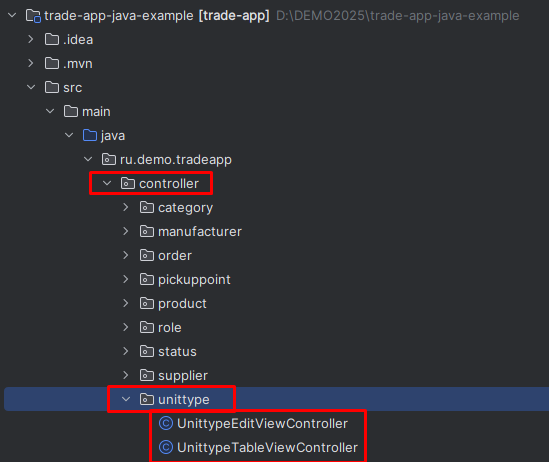 trade-app-java-example [trade-app] D:\DEMO2025\trade-app-java-example
.idea
.mvn
src
main
java
ru.demo.tradeapp
controller
category
manufacturer
order
pickuppoint
product
role
status
supplier
unittype
UnittypeEditViewController
UnittypeTableViewController